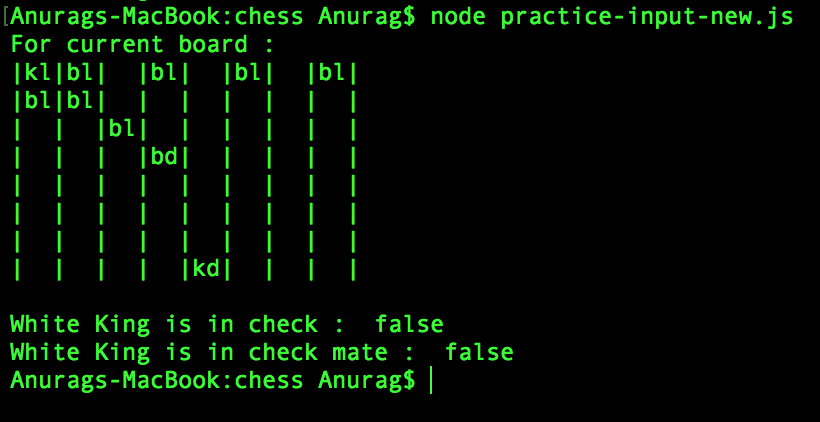 [Anurags-MacBook:chess Anurag$ node practice-input-new.js
For current board :
|kl|bl|  |bl|  |bl|  |bl|
|bl|bl|  |  |  |  |  |  |
|  |  |bl|  |  |  |  |  |
|  |  |  |bd|  |  |  |  |
|  |  |  |  |  |  |  |  |
|  |  |  |  |  |  |  |  |
|  |  |  |  |  |  |  |  |
|  |  |  |  |kd|  |  |  |
White King is in check :  false
White King is in check mate :  false
Anurags-MacBook:chess Anurag$